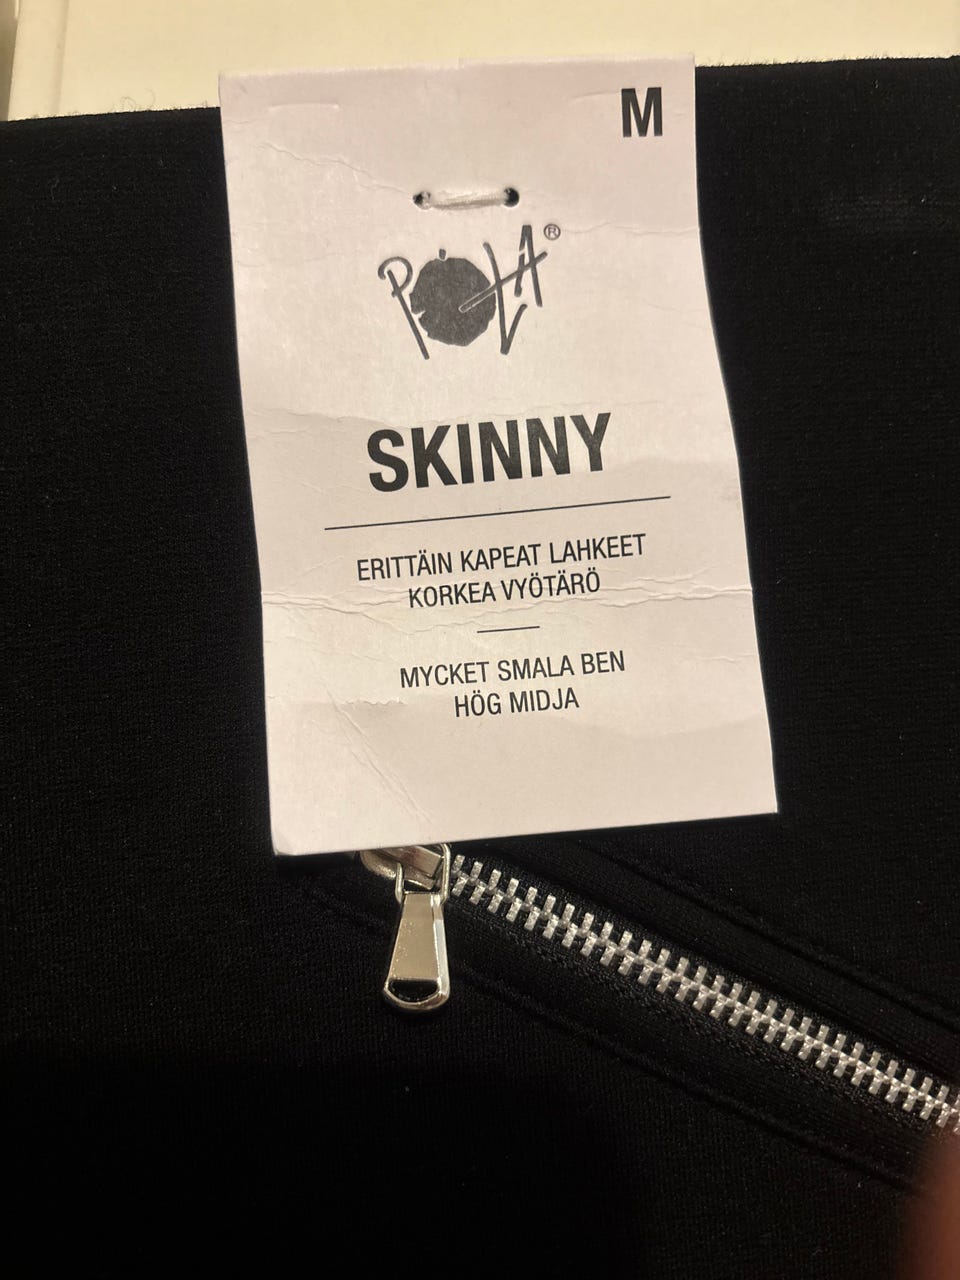 M
POLA®
SKINNY
ERITTÄIN KAPEAT LAHKEET
KORKEA VYÖTÄRÖ
MYCKET SMALA BEN
HÖG MIDJA